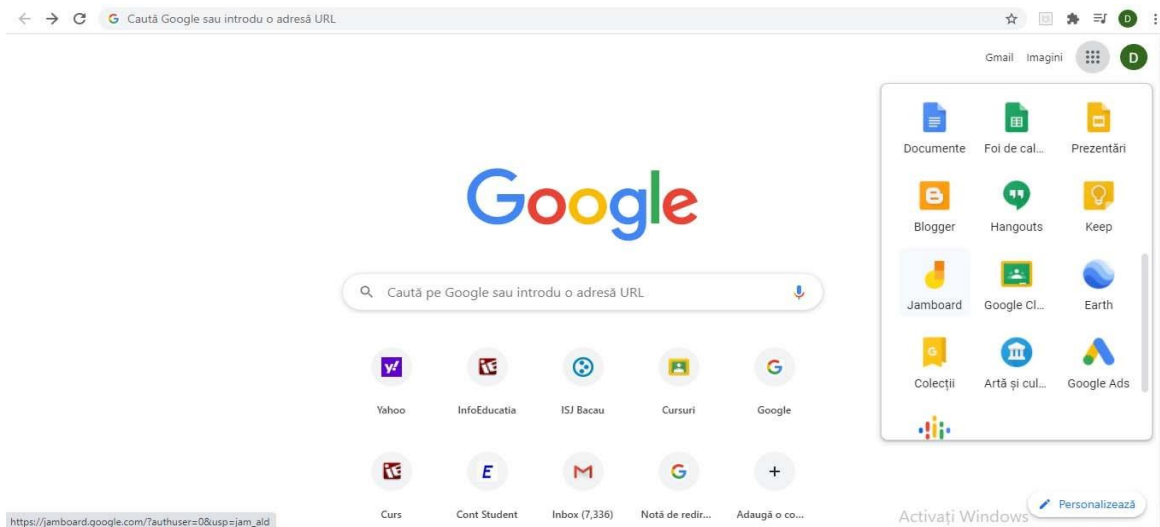 Caută Google sau introdu o adresă URL
D
Gmail Imagini D
Documente Foi de cal... Prezentări
Google
Blogger Hangouts Keep
Caută pe Google sau introdu o adresă URL
Jamboard Google Cl... Earth
Colecții Artă și cul... Google Ads
Yahoo InfoEducatia ISJ Bacau Cursuri Google
Curs Cont Student Inbox (7,336) Notă de redir... Adaugă o co...
Personalizează
Activați Windows
https://jamboard.google.com/?authuser=0&usp=jam_ald